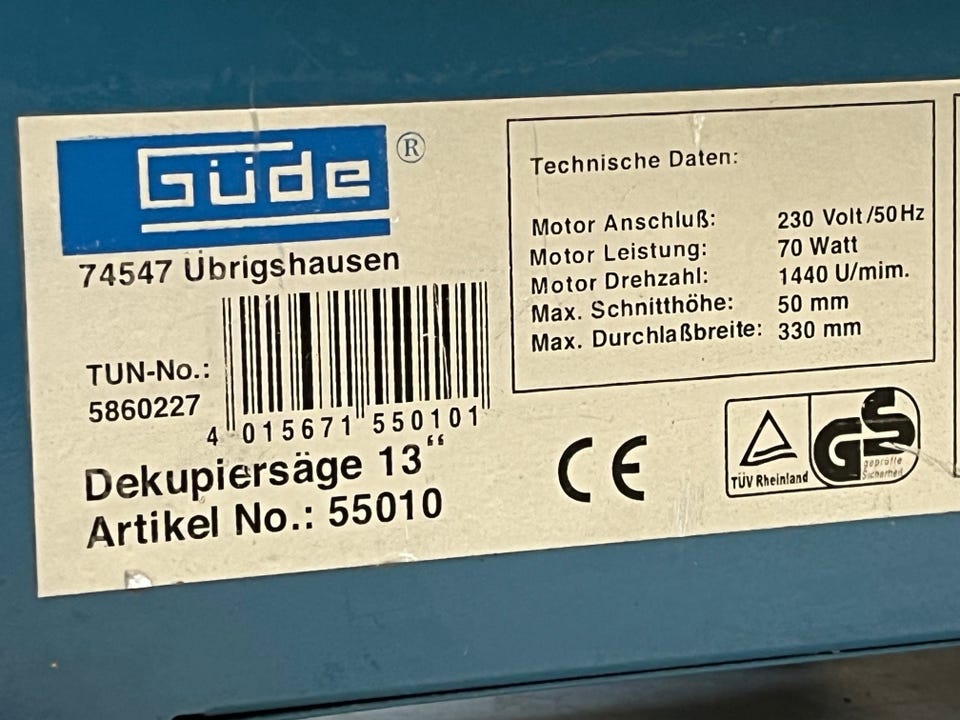 Güde ®
74547 Übrigshausen
TUN-No.:
5860227
4 015671 550101
Dekupiersäge 13“
Artikel No.: 55010
Technische Daten:
Motor Anschluß: 230 Volt/50Hz
Motor Leistung: 70 Watt
Motor Drehzahl: 1440 U/mim.
Max. Schnitthöhe: 50 mm
Max. Durchlaßbreite: 330 mm
CE
TÜV Rheinland
GS
geprüfte
Sicherheit